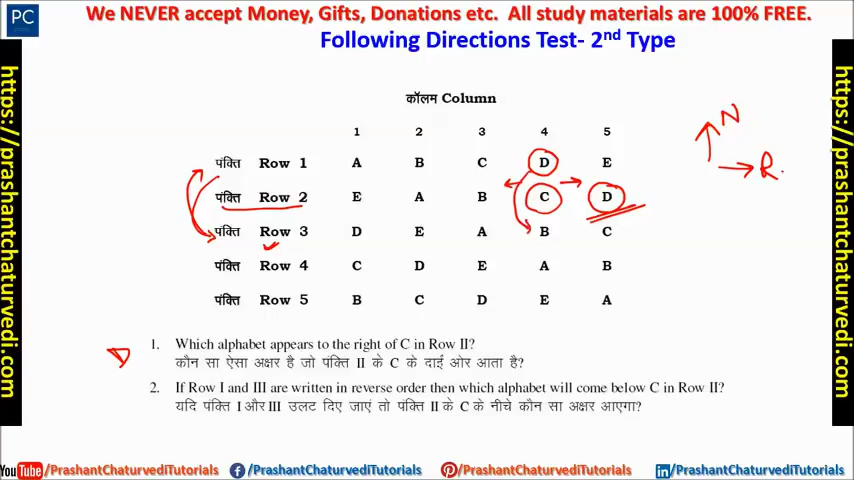 PC
We NEVER accept Money, Gifts, Donations etc. All study materials are 100% FREE.
Following Directions Test- 2nd Type
https://prashantchaturvedi.com
https://prashantchaturvedi.com
कॉलम Column
1 2 3 4 5
पंक्ति Row 1 A B C D E
पंक्ति Row 2 E A B C D
पंक्ति Row 3 D E A B C
पंक्ति Row 4 C D E A B
पंक्ति Row 5 B C D E A
N
R
1. Which alphabet appears to the right of C in Row II?
D
कौन सा ऐसा अक्षर है जो पंक्ति II के C के दाईं ओर आता है?
2. If Row I and III are written in reverse order then which alphabet will come below C in Row II?
यदि पंक्ति I और III उलट दिए जाएं तो पंक्ति II के C के नीचे कौन सा अक्षर आएगा?
YouTube /PrashantChaturvediTutorials f /PrashantChaturvediTutorials /PrashantChaturvediTutorials in /PrashantChaturvediTutorials